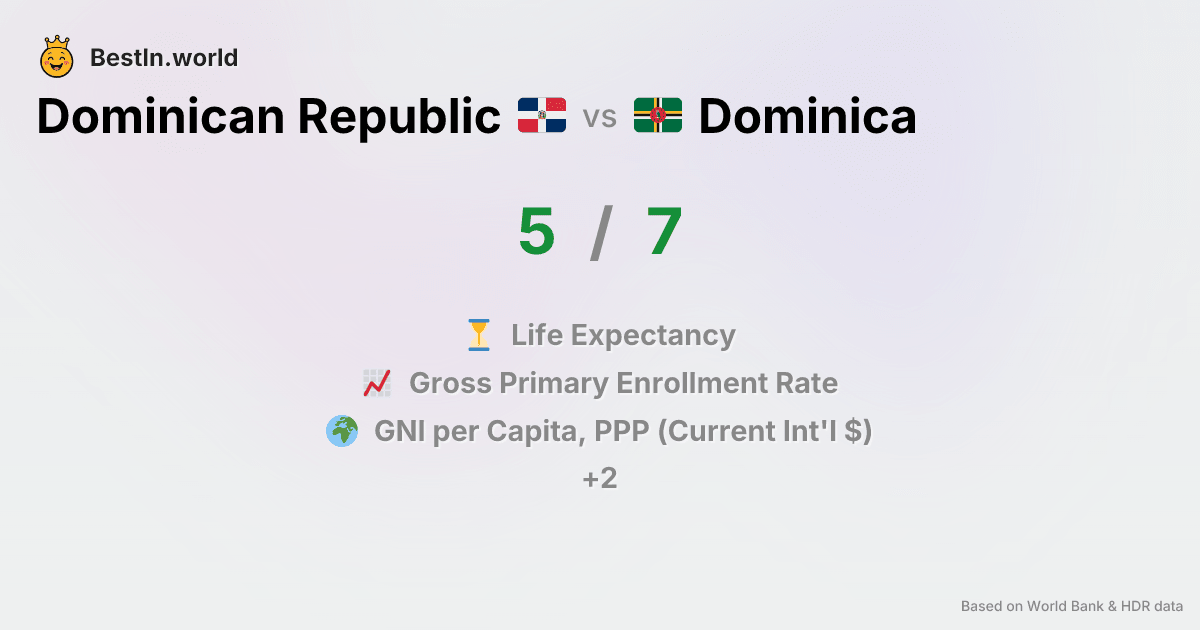 BestIn.world
Dominican Republic vs Dominica
5 / 7
Life Expectancy
Gross Primary Enrollment Rate
GNI per Capita, PPP (Current Int'l $)
+2
Based on World Bank & HDR data